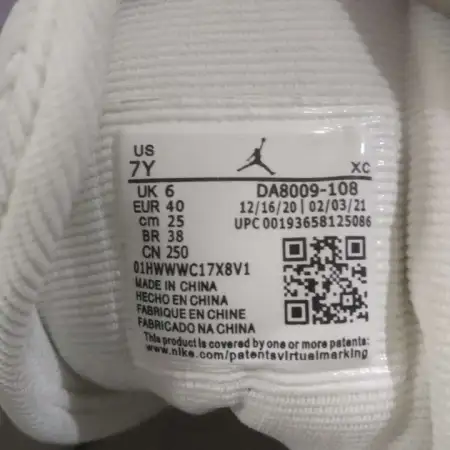 US
7Y XC
UK 6 DA8009-108
EUR 40 12/16/20 | 02/03/21
cm 25 UPC 00193658125086
BR 38
CN 250
01HWWWC17X8V1
MADE IN CHINA
HECHO EN CHINA
FABRIQUE EN CHINE
FABRICADO NA CHINA
This product is covered by one or more patents:
www.nike.com/patentsvirtualmarking